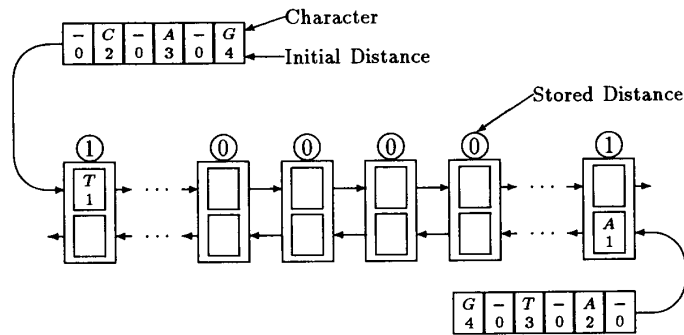 - C - A - G
0 2 0 3 0 4
Character
Initial Distance
Stored Distance
1 0 0 0 0 1
T
1
· · ·
· · ·
· · ·
· · ·
A
1
G - T - A -
4 0 3 0 2 0